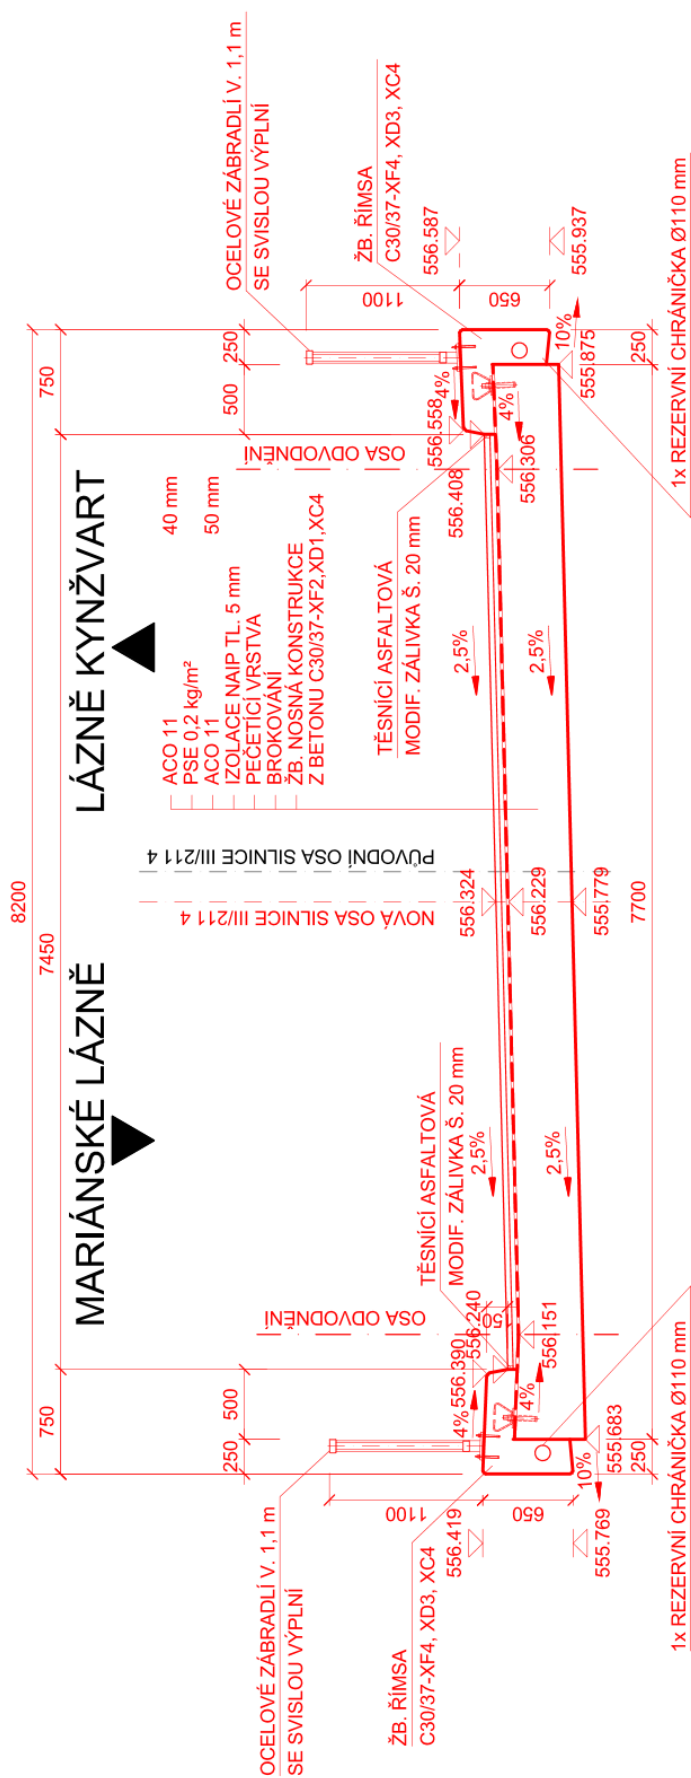 8200
750
7450
750
250
500
500
250
MARIÁNSKÉ LÁZNĚ
LÁZNĚ KYNŽVART
OCELOVÉ ZÁBRADLÍ V. 1,1 m
SE SVISLOU VÝPLNÍ
OCELOVÉ ZÁBRADLÍ V. 1,1 m
SE SVISLOU VÝPLNÍ
OSA ODVODNĚNÍ
NOVÁ OSA SILNICE III/211 4
PŮVODNÍ OSA SILNICE III/211 4
OSA ODVODNĚNÍ
ACO 11 40 mm
PSE 0,2 kg/m²
ACO 11 50 mm
IZOLACE NAIP TL. 5 mm
PEČETÍCÍ VRSTVA
BROKOVÁNÍ
ŽB. NOSNÁ KONSTRUKCE
Z BETONU C30/37-XF2,XD1,XC4
ŽB. ŘÍMSA
C30/37-XF4, XD3, XC4
ŽB. ŘÍMSA
C30/37-XF4, XD3, XC4
TĚSNÍCÍ ASFALTOVÁ
MODIF. ZÁLIVKA Š. 20 mm
TĚSNÍCÍ ASFALTOVÁ
MODIF. ZÁLIVKA Š. 20 mm
1100
650
1100
650
556.419
555.769
4%
556.390
556.240
150
4%
556.151
10%
555.683
250
2,5%
2,5%
556.324
556.229
555.779
7700
2,5%
2,5%
556.408
556.558
4%
4%
556.306
556.587
555.937
10%
555.875
250
1x REZERVNÍ CHRÁNIČKA Ø110 mm
1x REZERVNÍ CHRÁNIČKA Ø110 mm